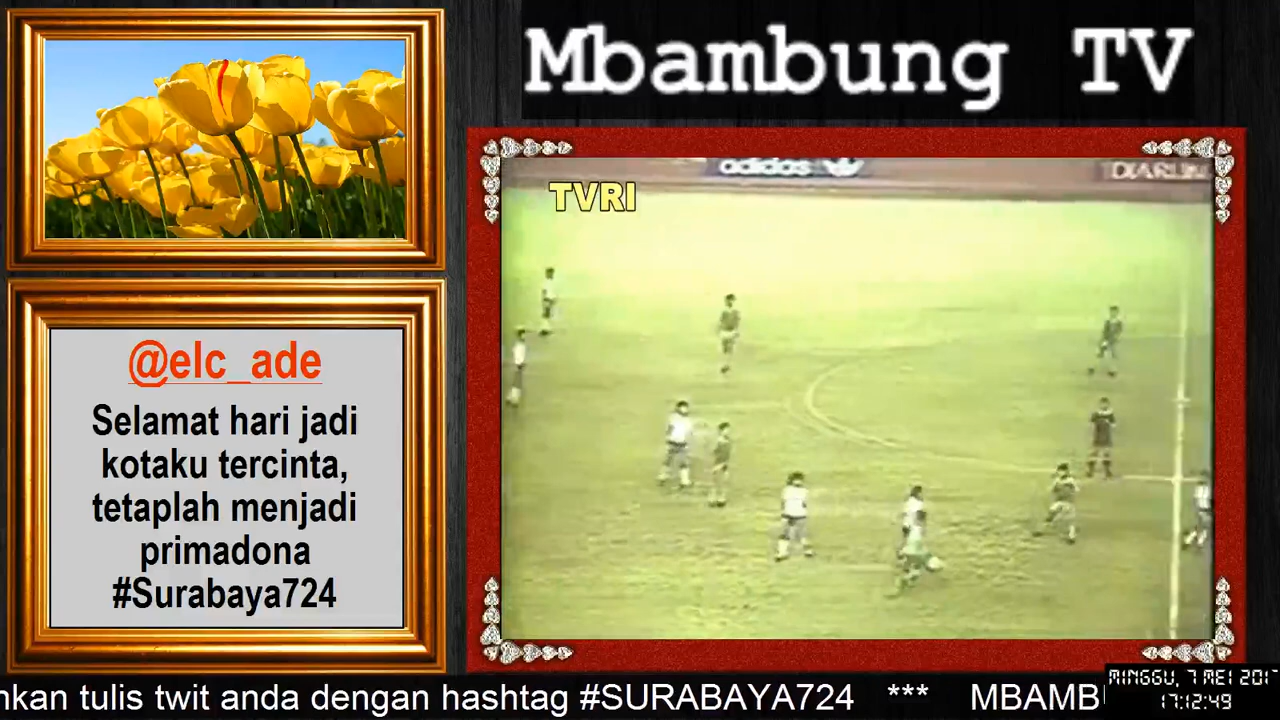 Mbambung TV
adidas
TVRI
@elc_ade
Selamat hari jadi
kotaku tercinta,
tetaplah menjadi
primadona
#Surabaya724
nkan tulis twit anda dengan hashtag #SURABAYA724 *** MBAMB
MINGGU, 7 MEI 2017
17:12:49